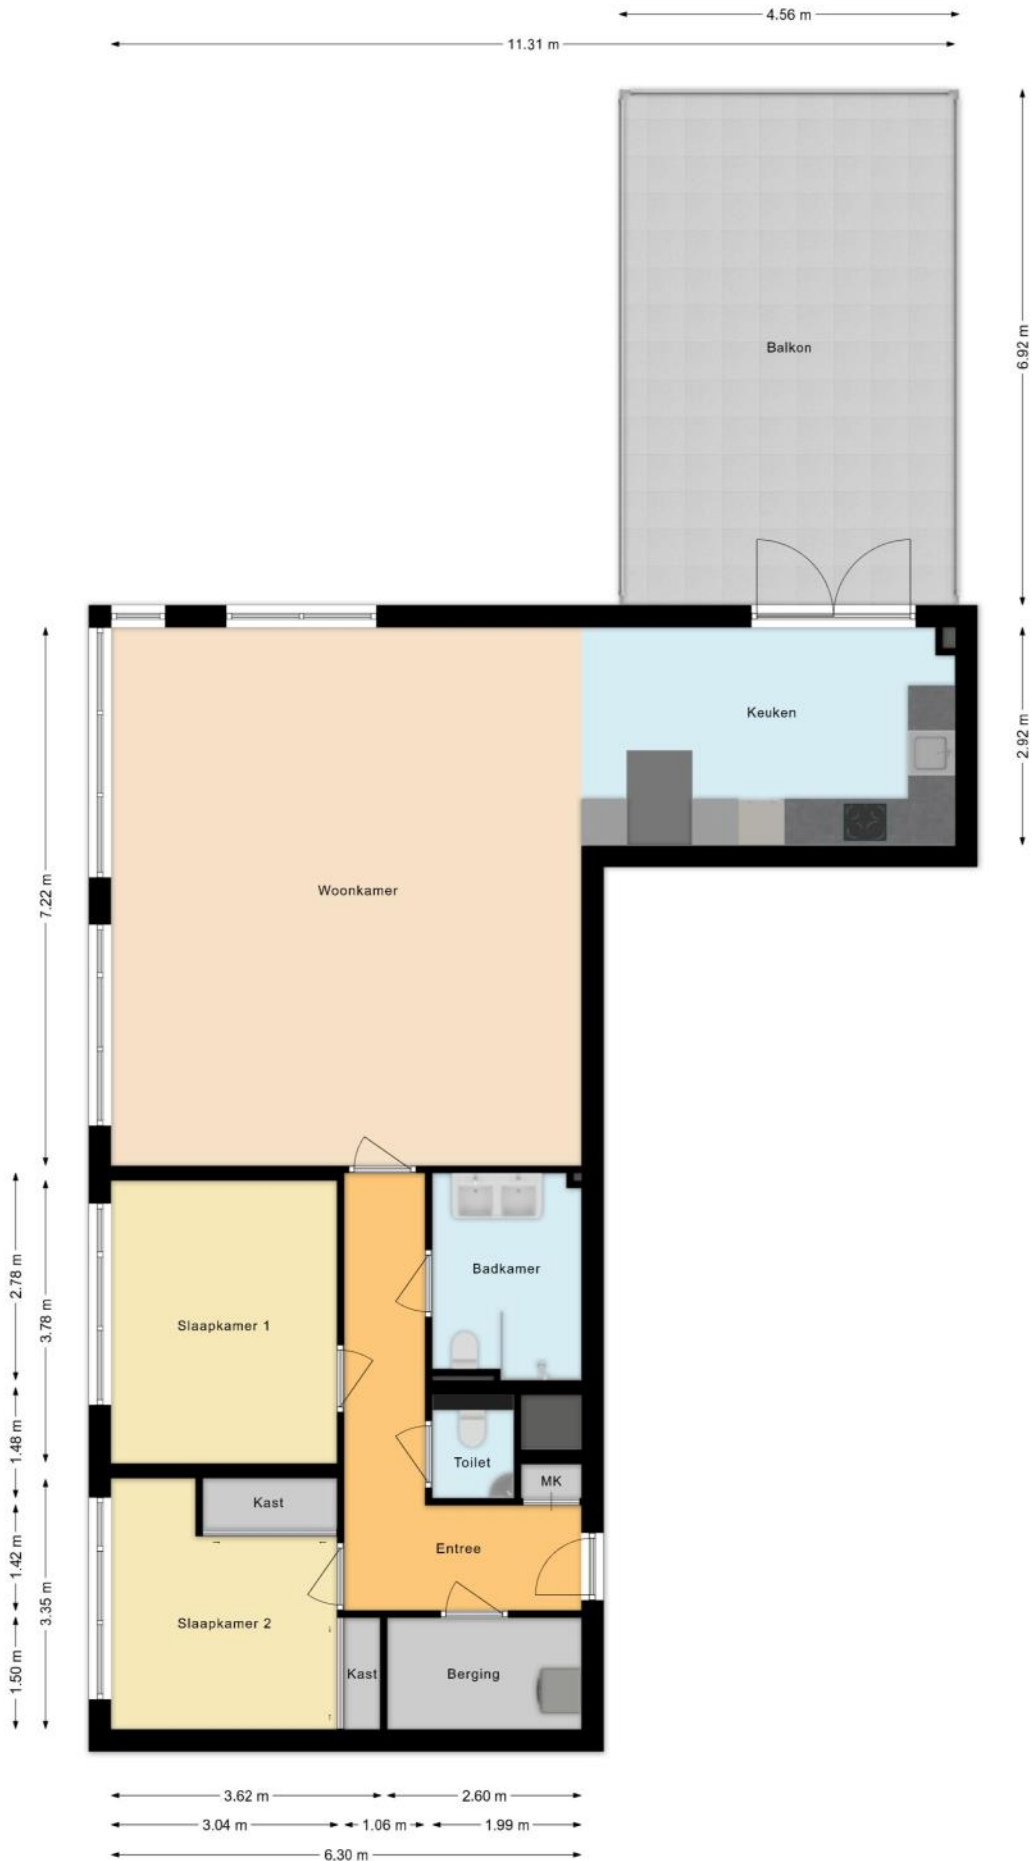 4.56 m
11.31 m
6.92 m
Balkon
Keuken
2.92 m
7.22 m
Woonkamer
2.78 m
3.78 m
Badkamer
Slaapkamer 1
1.48 m
Toilet
MK
Kast
Entree
1.42 m
3.35 m
Slaapkamer 2
1.50 m
Kast
Berging
3.62 m
2.60 m
3.04 m
1.06 m
1.99 m
6.30 m